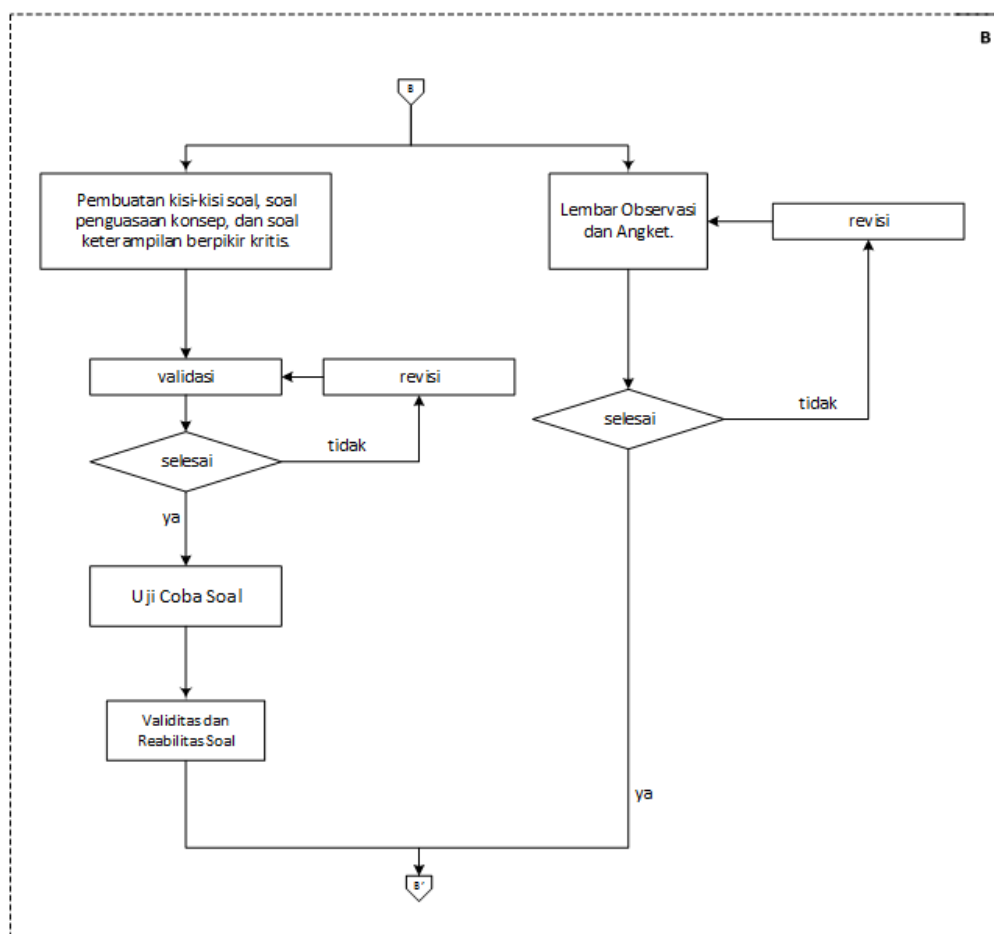 B
B
Pembuatan kisi-kisi soal, soal
penguasaan konsep, dan soal
keterampilan berpikir kritis.
Lembar Observasi
dan Angket.
revisi
validasi
revisi
selesai
tidak
selesai
tidak
ya
Uji Coba Soal
Validitas dan
Reabilitas Soal
ya
B'